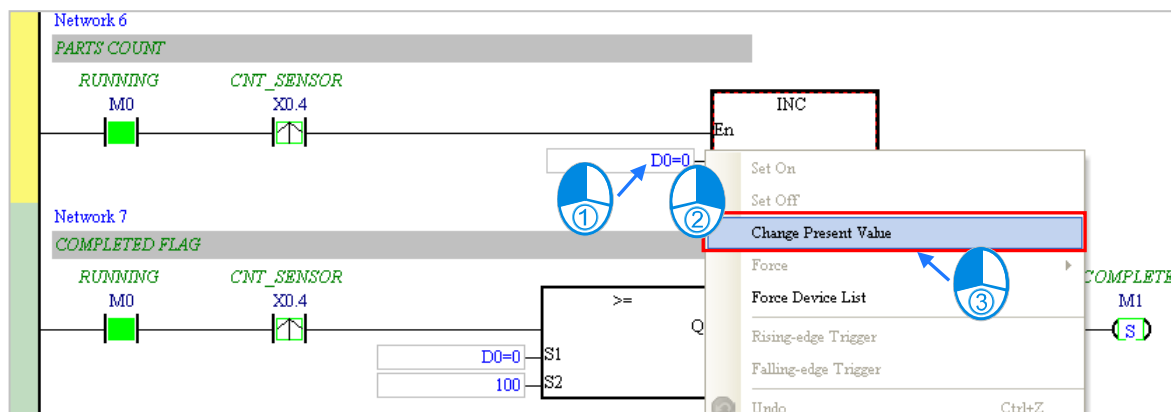 Network 6
PARTS COUNT
RUNNING CNT_SENSOR
M0 X0.4 INC
En
D0=0
① ②
Set On
Set Off
Change Present Value
Force
Force Device List
Rising-edge Trigger
Falling-edge Trigger
Undo Ctrl+Z
③
Network 7
COMPLETED FLAG
RUNNING CNT_SENSOR COMPLETE
M0 X0.4 >= M1
Q S
D0=0 S1
100 S2